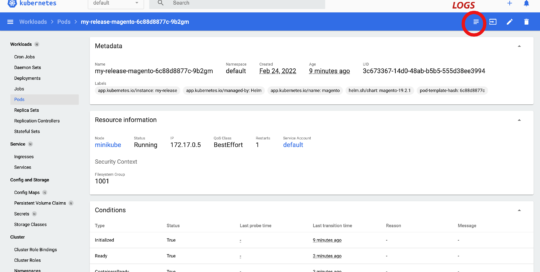 kubernetes
default
Search
LOGS
Workloads > Pods > my-release-magento-6c88d8877c-9b2gm
Workloads
Cron Jobs
Daemon Sets
Deployments
Jobs
Pods
Replica Sets
Replication Controllers
Stateful Sets
Service
Ingresses
Services
Config and Storage
Config Maps
Persistent Volume Claims
Secrets
Storage Classes
Cluster
Cluster Role Bindings
Cluster Roles
Namespaces
Metadata
Name
Namespace
Created
Age
UID
my-release-magento-6c88d8877c-9b2gm
default
Feb 24, 2022
9 minutes ago
3c673367-14d0-48ab-b5b5-555d38ee3994
Labels
app.kubernetes.io/instance: my-release
app.kubernetes.io/managed-by: Helm
app.kubernetes.io/name: magento
helm.sh/chart: magento-19.2.1
pod-template-hash: 6c88d8877c
Resource information
Node
Status
IP
QoS Class
Restarts
Service Account
minikube
Running
172.17.0.5
BestEffort
1
default
Security Context
Filesystem Group
1001
Conditions
Type
Status
Last probe time
Last transition time
Reason
Message
Initialized
True
-
9 minutes ago
-
-
Ready
True
-
3 minutes ago
-
-
ContainersReady
True
3 minutes ago